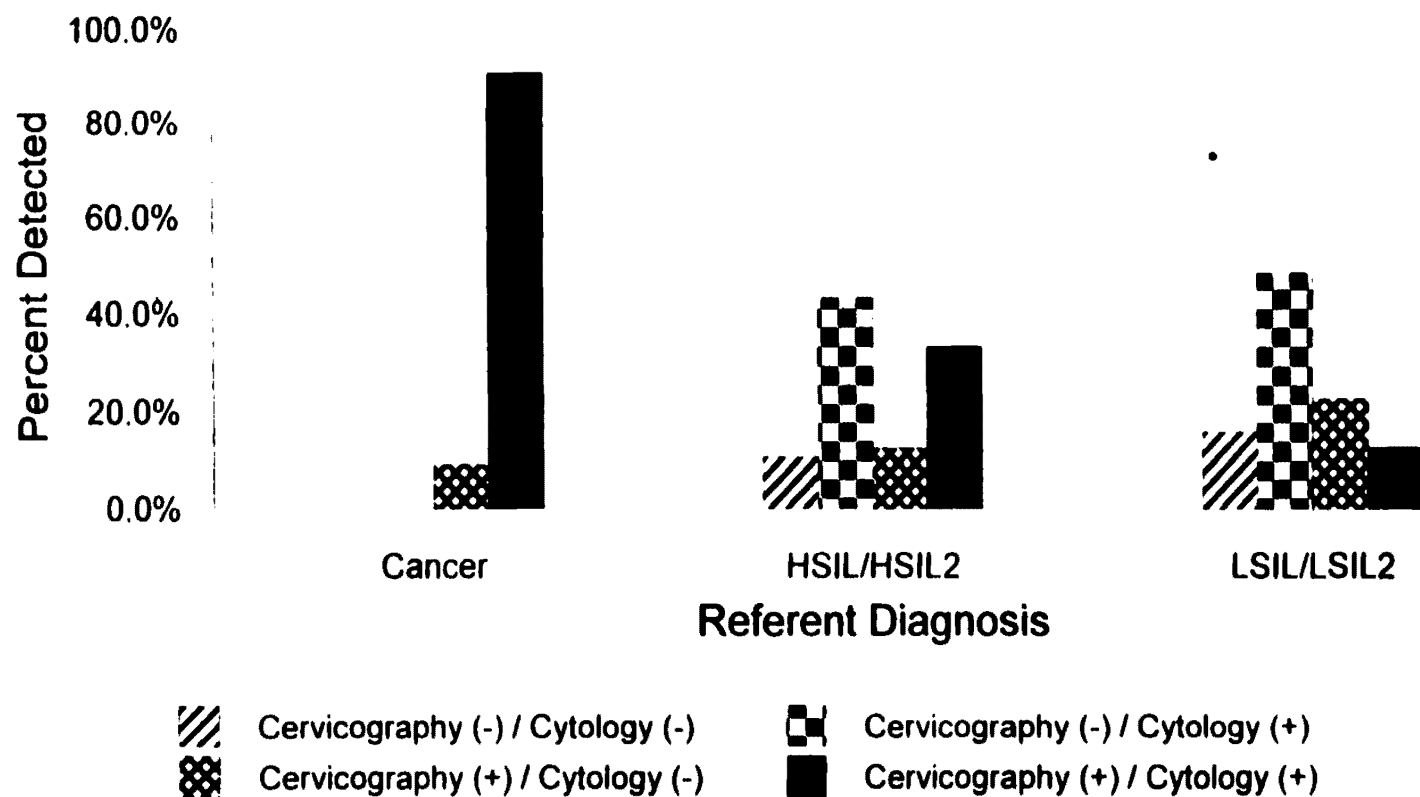 100.0%
80.0%
60.0%
40.0%
20.0%
0.0%
Percent Detected
Cancer
HSIL/HSIL2
LSIL/LSIL2
Referent Diagnosis
Cervicography (-) / Cytology (-)
Cervicography (-) / Cytology (+)
Cervicography (+) / Cytology (-)
Cervicography (+) / Cytology (+)